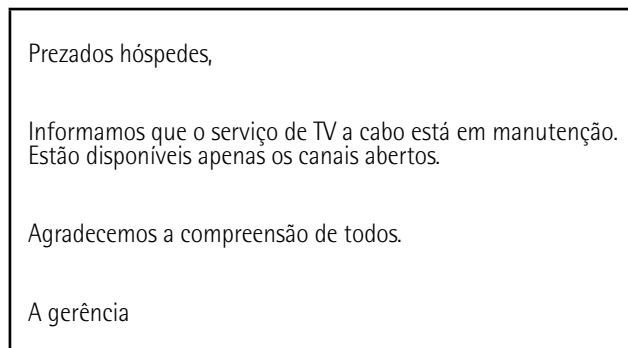 Prezados hóspedes,
Informamos que o serviço de TV a cabo está em manutenção.
Estão disponíveis apenas os canais abertos.
Agradecemos a compreensão de todos.
A gerência